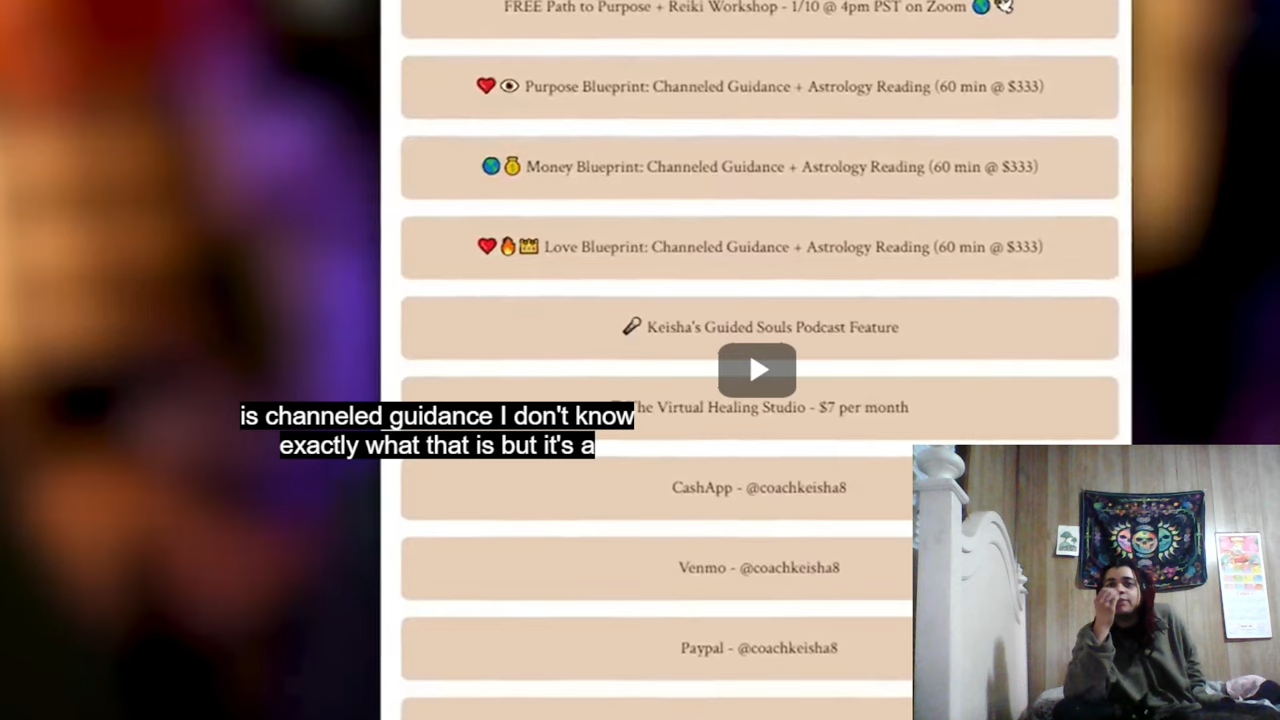 FREE Path to Purpose + Reiki Workshop - 1/10 @ 4pm PST on Zoom 🌎🕊️
❤️👁️ Purpose Blueprint: Channeled Guidance + Astrology Reading (60 min @ $333)
🌎💰 Money Blueprint: Channeled Guidance + Astrology Reading (60 min @ $333)
❤️🔥👑 Love Blueprint: Channeled Guidance + Astrology Reading (60 min @ $333)
🎤 Keisha's Guided Souls Podcast Feature
The Virtual Healing Studio - $7 per month
is channeled guidance I don't know
exactly what that is but it's a
CashApp - @coachkeisha8
Venmo - @coachkeisha8
Paypal - @coachkeisha8